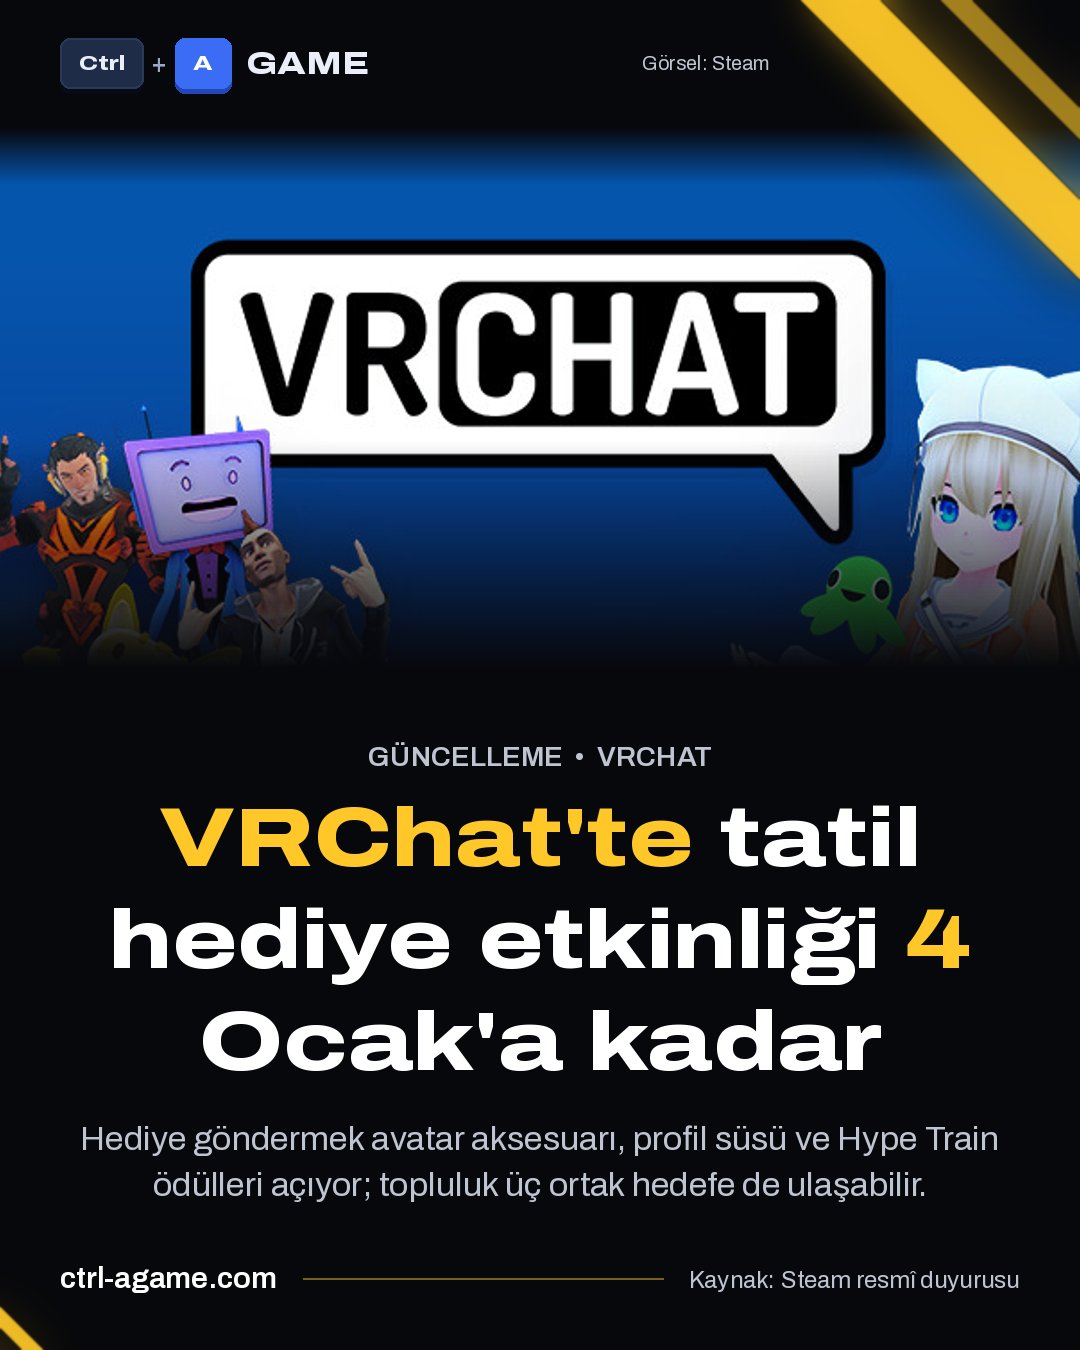 Ctrl + A GAME
Görsel: Steam
VRCHAT
GÜNCELLEME • VRCHAT
VRChat'te tatil
hediye etkinliği 4
Ocak'a kadar
Hediye göndermek avatar aksesuarı, profil süsü ve Hype Train
ödülleri açıyor; topluluk üç ortak hedefe de ulaşabilir.
ctrl-agame.com
Kaynak: Steam resmî duyurusu